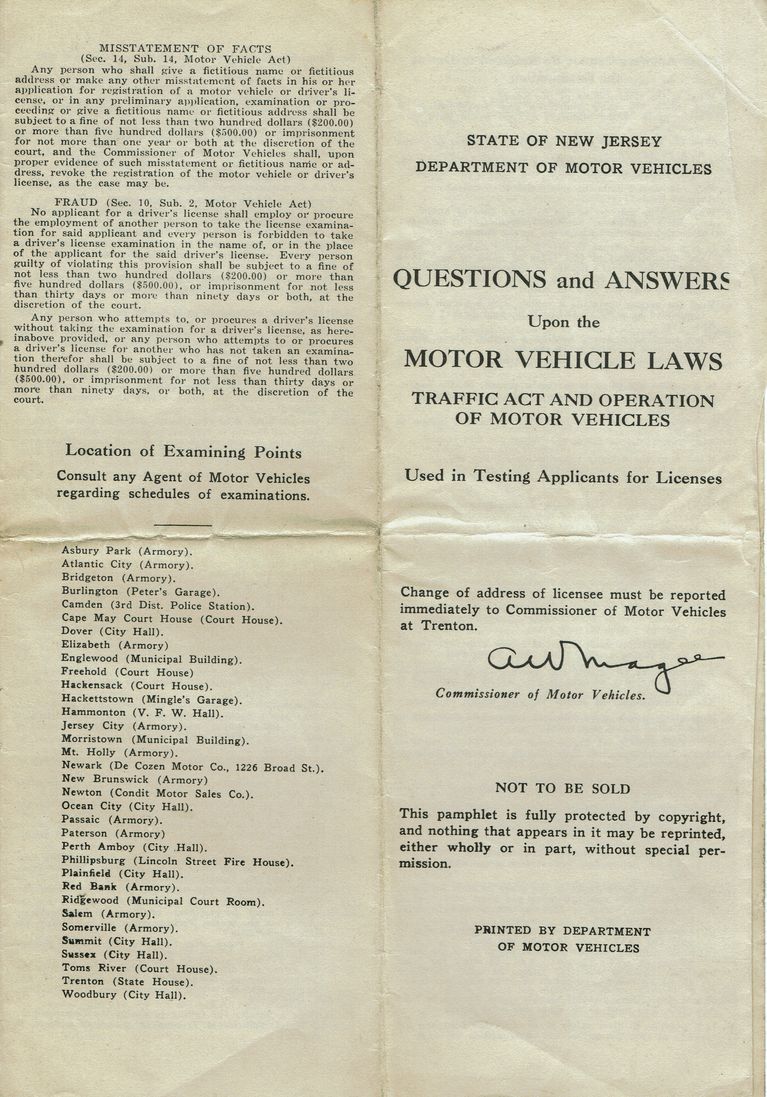 MISSTATEMENT OF FACTS
(Sec. 14, Sub. 14, Motor Vehicle Act)
Any person who shall give a fictitious name or fictitious
address or make any other misstatement of facts in his or her
application for registration of a motor vehicle or driver's li-
cense, or in any preliminary application, examination or pro-
ceeding or give a fictitious name or fictitious address shall be
subject to a fine of not less than two hundred dollars ($200.00)
or more than five hundred dollars ($500.00) or imprisonment
for not more than one year or both at the discretion of the
court, and the Commissioner of Motor Vehicles shall, upon
proper evidence of such misstatement or fictitious name or ad-
dress, revoke the registration of the motor vehicle or driver's
license, as the case may be.
FRAUD (Sec. 10, Sub. 2, Motor Vehicle Act)
No applicant for a driver's license shall employ or procure
the employment of another person to take the license examina-
tion for said applicant and every person is forbidden to take
a driver's license examination in the name of, or in the place
of the applicant for the said driver's license. Every person
guilty of violating this provision shall be subject to a fine of
not less than two hundred dollars ($200.00) or more than
five hundred dollars ($500.00), or imprisonment for not less
than thirty days or more than ninety days or both, at the
discretion of the court.
Any person who attempts to, or procures a driver's license
without taking the examination for a driver's license, as here-
inabove provided, or any person who attempts to or procures
a driver's license for another who has not taken an examina-
tion therefor shall be subject to a fine of not less than two
hundred dollars ($200.00) or more than five hundred dollars
($500.00), or imprisonment for not less than thirty days or
more than ninety days, or both, at the discretion of the
court.
Location of Examining Points
Consult any Agent of Motor Vehicles
regarding schedules of examinations.
Asbury Park (Armory).
Atlantic City (Armory).
Bridgeton (Armory).
Burlington (Peter's Garage).
Camden (3rd Dist. Police Station).
Cape May Court House (Court House).
Dover (City Hall).
Elizabeth (Armory)
Englewood (Municipal Building).
Freehold (Court House)
Hackensack (Court House).
Hackettstown (Mingle's Garage).
Hammonton (V. F. W. Hall).
Jersey City (Armory).
Morristown (Municipal Building).
Mt. Holly (Armory).
Newark (De Cozen Motor Co., 1226 Broad St.).
New Brunswick (Armory)
Newton (Condit Motor Sales Co.).
Ocean City (City Hall).
Passaic (Armory).
Paterson (Armory)
Perth Amboy (City Hall).
Phillipsburg (Lincoln Street Fire House).
Plainfield (City Hall).
Red Bank (Armory).
Ridgewood (Municipal Court Room).
Salem (Armory).
Somerville (Armory).
Summit (City Hall).
Sussex (City Hall).
Toms River (Court House).
Trenton (State House).
Woodbury (City Hall).
STATE OF NEW JERSEY
DEPARTMENT OF MOTOR VEHICLES
QUESTIONS and ANSWERS
Upon the
MOTOR VEHICLE LAWS
TRAFFIC ACT AND OPERATION
OF MOTOR VEHICLES
Used in Testing Applicants for Licenses
Change of address of licensee must be reported
immediately to Commissioner of Motor Vehicles
at Trenton.
AW Magee
Commissioner of Motor Vehicles.
NOT TO BE SOLD
This pamphlet is fully protected by copyright,
and nothing that appears in it may be reprinted,
either wholly or in part, without special per-
mission.
PRINTED BY DEPARTMENT
OF MOTOR VEHICLES